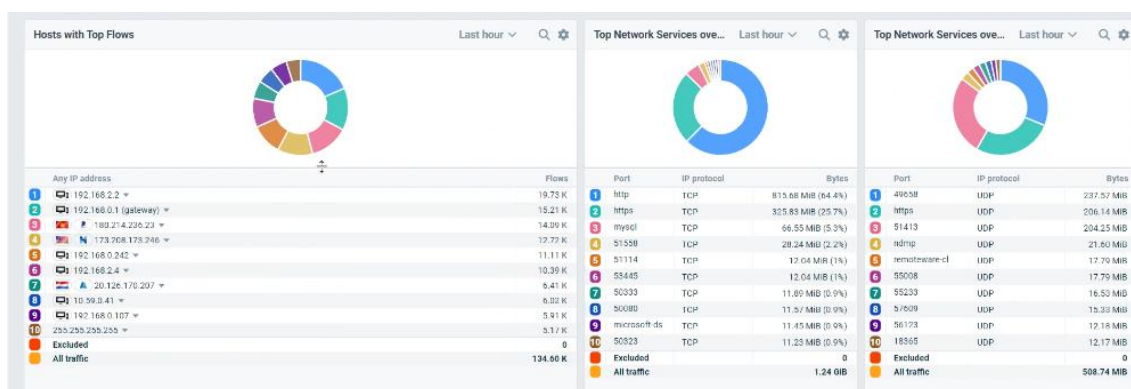 Hosts with Top Flows Last hour
Any IP address Flows
1 192.168.2.2 19.73 K
2 192.168.0.1 (gateway) 15.21 K
3 180.214.236.23 14.09 K
4 173.208.173.246 12.72 K
5 192.168.0.242 11.11 K
6 192.168.2.4 10.39 K
7 20.126.170.207 6.41 K
8 10.59.0.41 6.02 K
9 192.168.0.107 5.91 K
10 255.255.255.255 5.17 K
Excluded 0
All traffic 134.60 K
Top Network Services ove... Last hour
Port IP protocol Bytes
1 http TCP 815.68 MiB (64.4%)
2 https TCP 325.83 MiB (25.7%)
3 mysql TCP 66.55 MiB (5.3%)
4 51558 TCP 28.24 MiB (2.2%)
5 51114 TCP 12.04 MiB (1%)
6 53445 TCP 12.04 MiB (1%)
7 50333 TCP 11.89 MiB (0.9%)
8 50080 TCP 11.57 MiB (0.9%)
9 microsoft-ds TCP 11.45 MiB (0.9%)
10 50323 TCP 11.23 MiB (0.9%)
Excluded 0
All traffic 1.24 GiB
Top Network Services ove... Last hour
Port IP protocol Bytes
1 49658 UDP 237.57 MiB
2 https UDP 206.14 MiB
3 51413 UDP 204.25 MiB
4 ndmp UDP 21.60 MiB
5 remoteware-cl UDP 17.79 MiB
6 55008 UDP 17.79 MiB
7 55233 UDP 16.53 MiB
8 57609 UDP 15.33 MiB
9 56123 UDP 12.18 MiB
10 18365 UDP 12.17 MiB
Excluded 0
All traffic 508.74 MiB